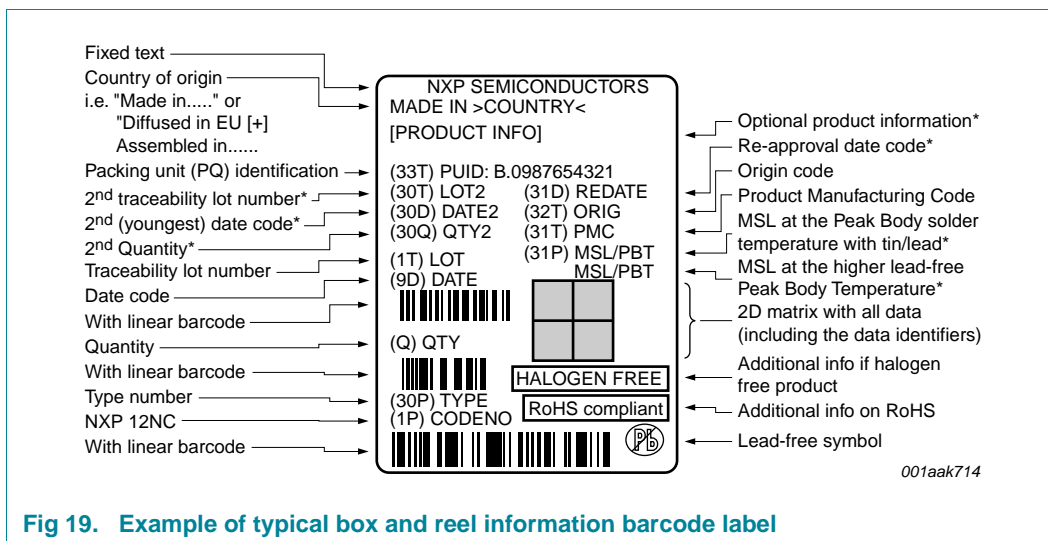 Fixed text
Country of origin
i.e. "Made in....." or
"Diffused in EU [+]
Assembled in......
Packing unit (PQ) identification
2nd traceability lot number*
2nd (youngest) date code*
2nd Quantity*
Traceability lot number
Date code
With linear barcode
Quantity
With linear barcode
Type number
NXP 12NC
With linear barcode
NXP SEMICONDUCTORS
MADE IN >COUNTRY<
[PRODUCT INFO]
(33T) PUID: B.0987654321
(30T) LOT2 (31D) REDATE
(30D) DATE2 (32T) ORIG
(30Q) QTY2 (31T) PMC
(31P) MSL/PBT
(1T) LOT MSL/PBT
(9D) DATE
(Q) QTY
HALOGEN FREE
(30P) TYPE
RoHS compliant
(1P) CODENO
Pb
Optional product information*
Re-approval date code*
Origin code
Product Manufacturing Code
MSL at the Peak Body solder
temperature with tin/lead*
MSL at the higher lead-free
Peak Body Temperature*
2D matrix with all data
(including the data identifiers)
Additional info if halogen
free product
Additional info on RoHS
Lead-free symbol
001aak714
Fig 19. Example of typical box and reel information barcode label